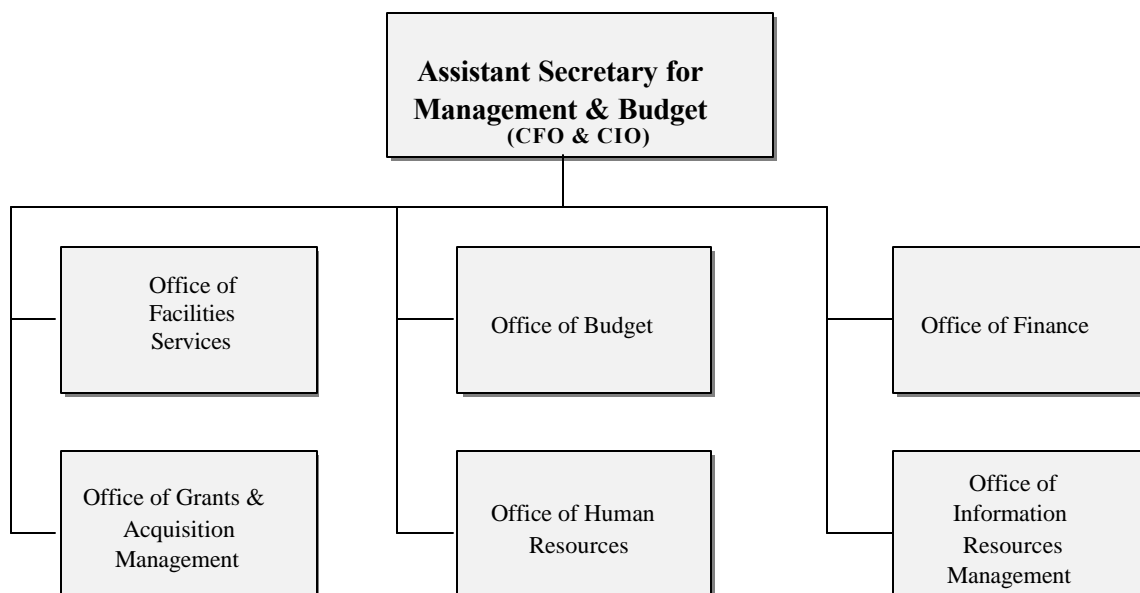 Assistant Secretary for
Management & Budget
(CFO & CIO)
Office of
Facilities
Services
Office of Budget
Office of Finance
Office of Grants &
Acquisition
Management
Office of Human
Resources
Office of
Information
Resources
Management